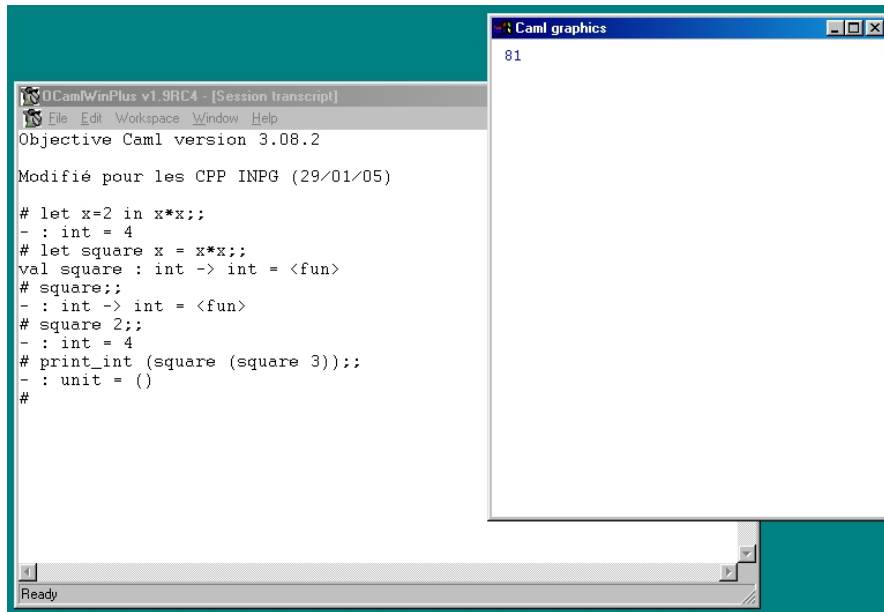 Caml graphics
81
OCamlWinPlus v1.9RC4 - [Session transcript]
File Edit Workspace Window Help
Objective Caml version 3.08.2
Modifié pour les CPP INPG (29/01/05)
# let x=2 in x*x;;
- : int = 4
# let square x = x*x;;
val square : int -> int = <fun>
# square;;
- : int -> int = <fun>
# square 2;;
- : int = 4
# print_int (square (square 3));;
- : unit = ()
#
Ready